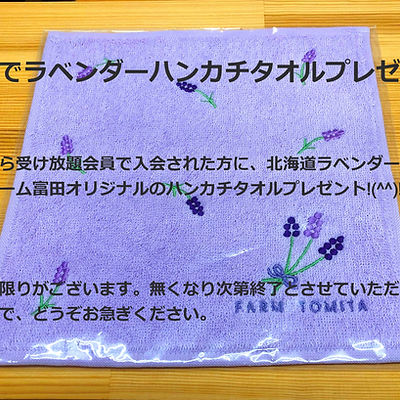 でラベンダーハンカチタオルプレゼ
ら受け放題会員で入会された方に、北海道ラベンダー
ーム富田オリジナルのハンカチタオルプレゼント!(^^)!
限りがございます。無くなり次第終了とさせていただ
で、どうぞお急ぎください。
FARM TOMITA